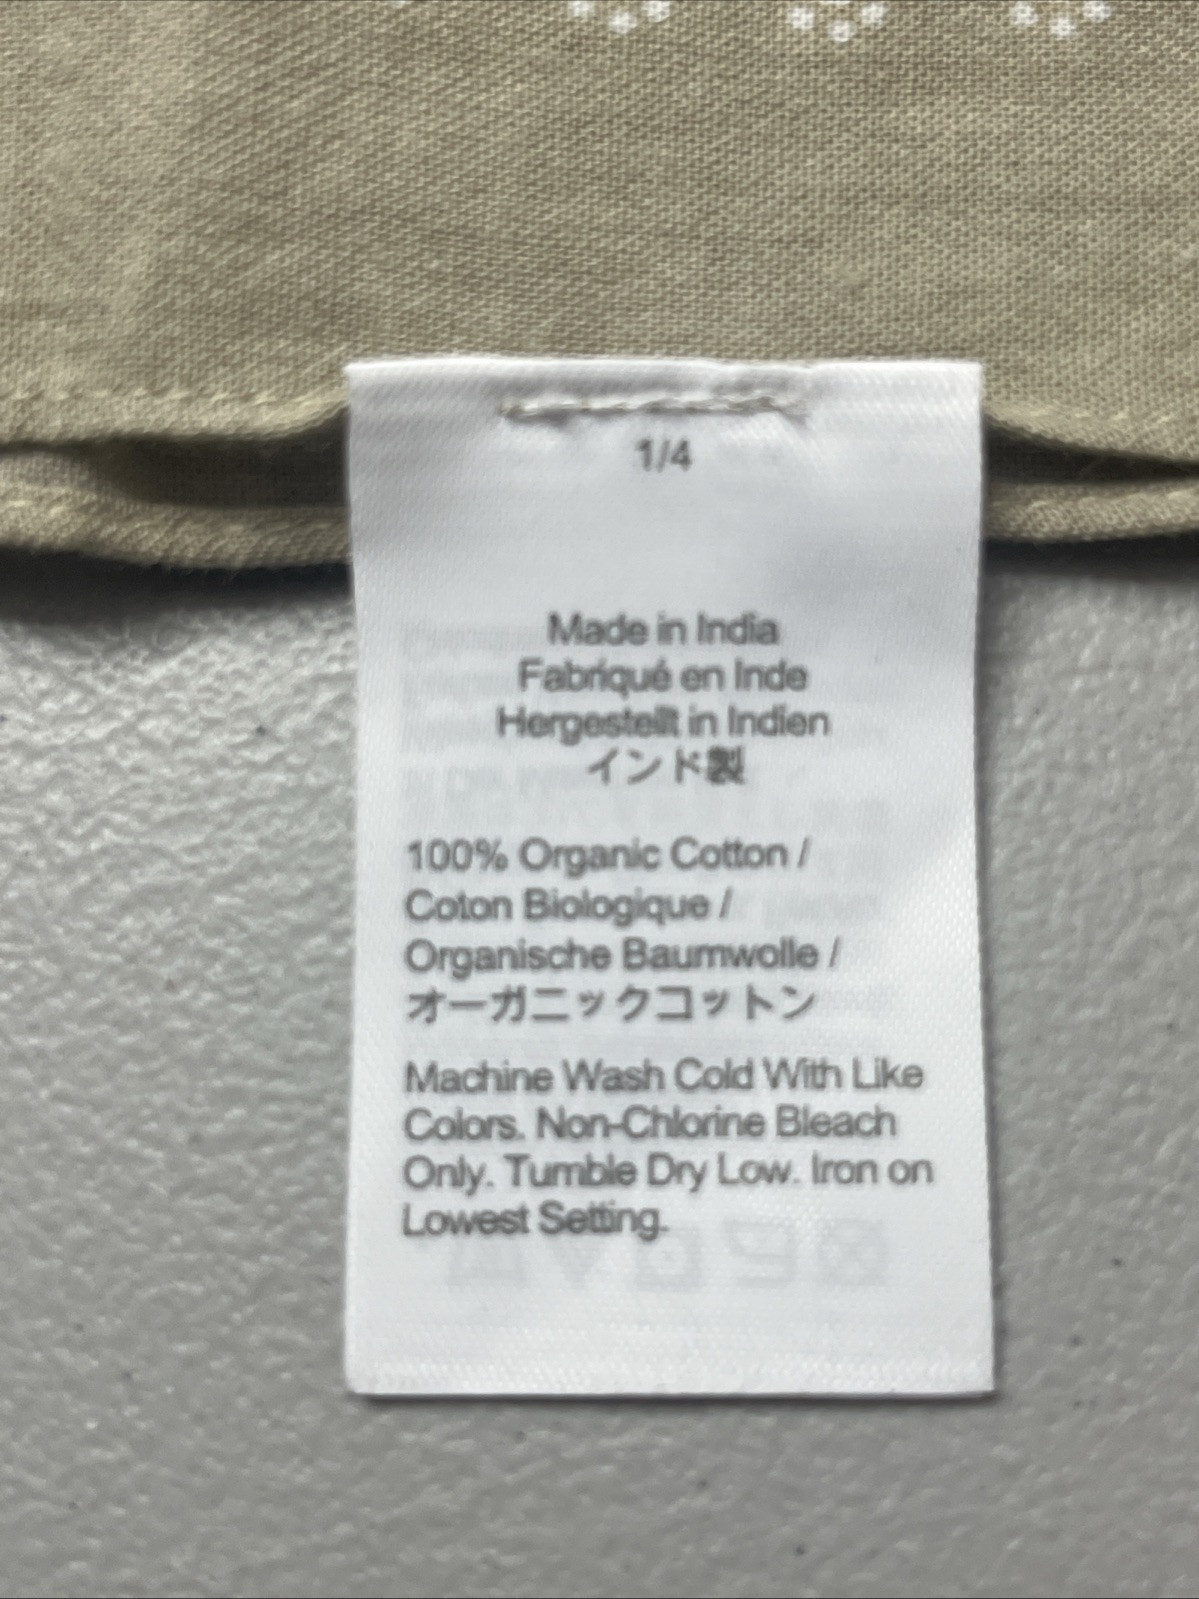 1/4
Made in India
Fabriqué en Inde
Hergestellt in Indien
インド製
100% Organic Cotton /
Coton Biologique /
Organische Baumwolle /
オーガニックコットン
Machine Wash Cold With Like
Colors. Non-Chlorine Bleach
Only. Tumble Dry Low. Iron on
Lowest Setting.